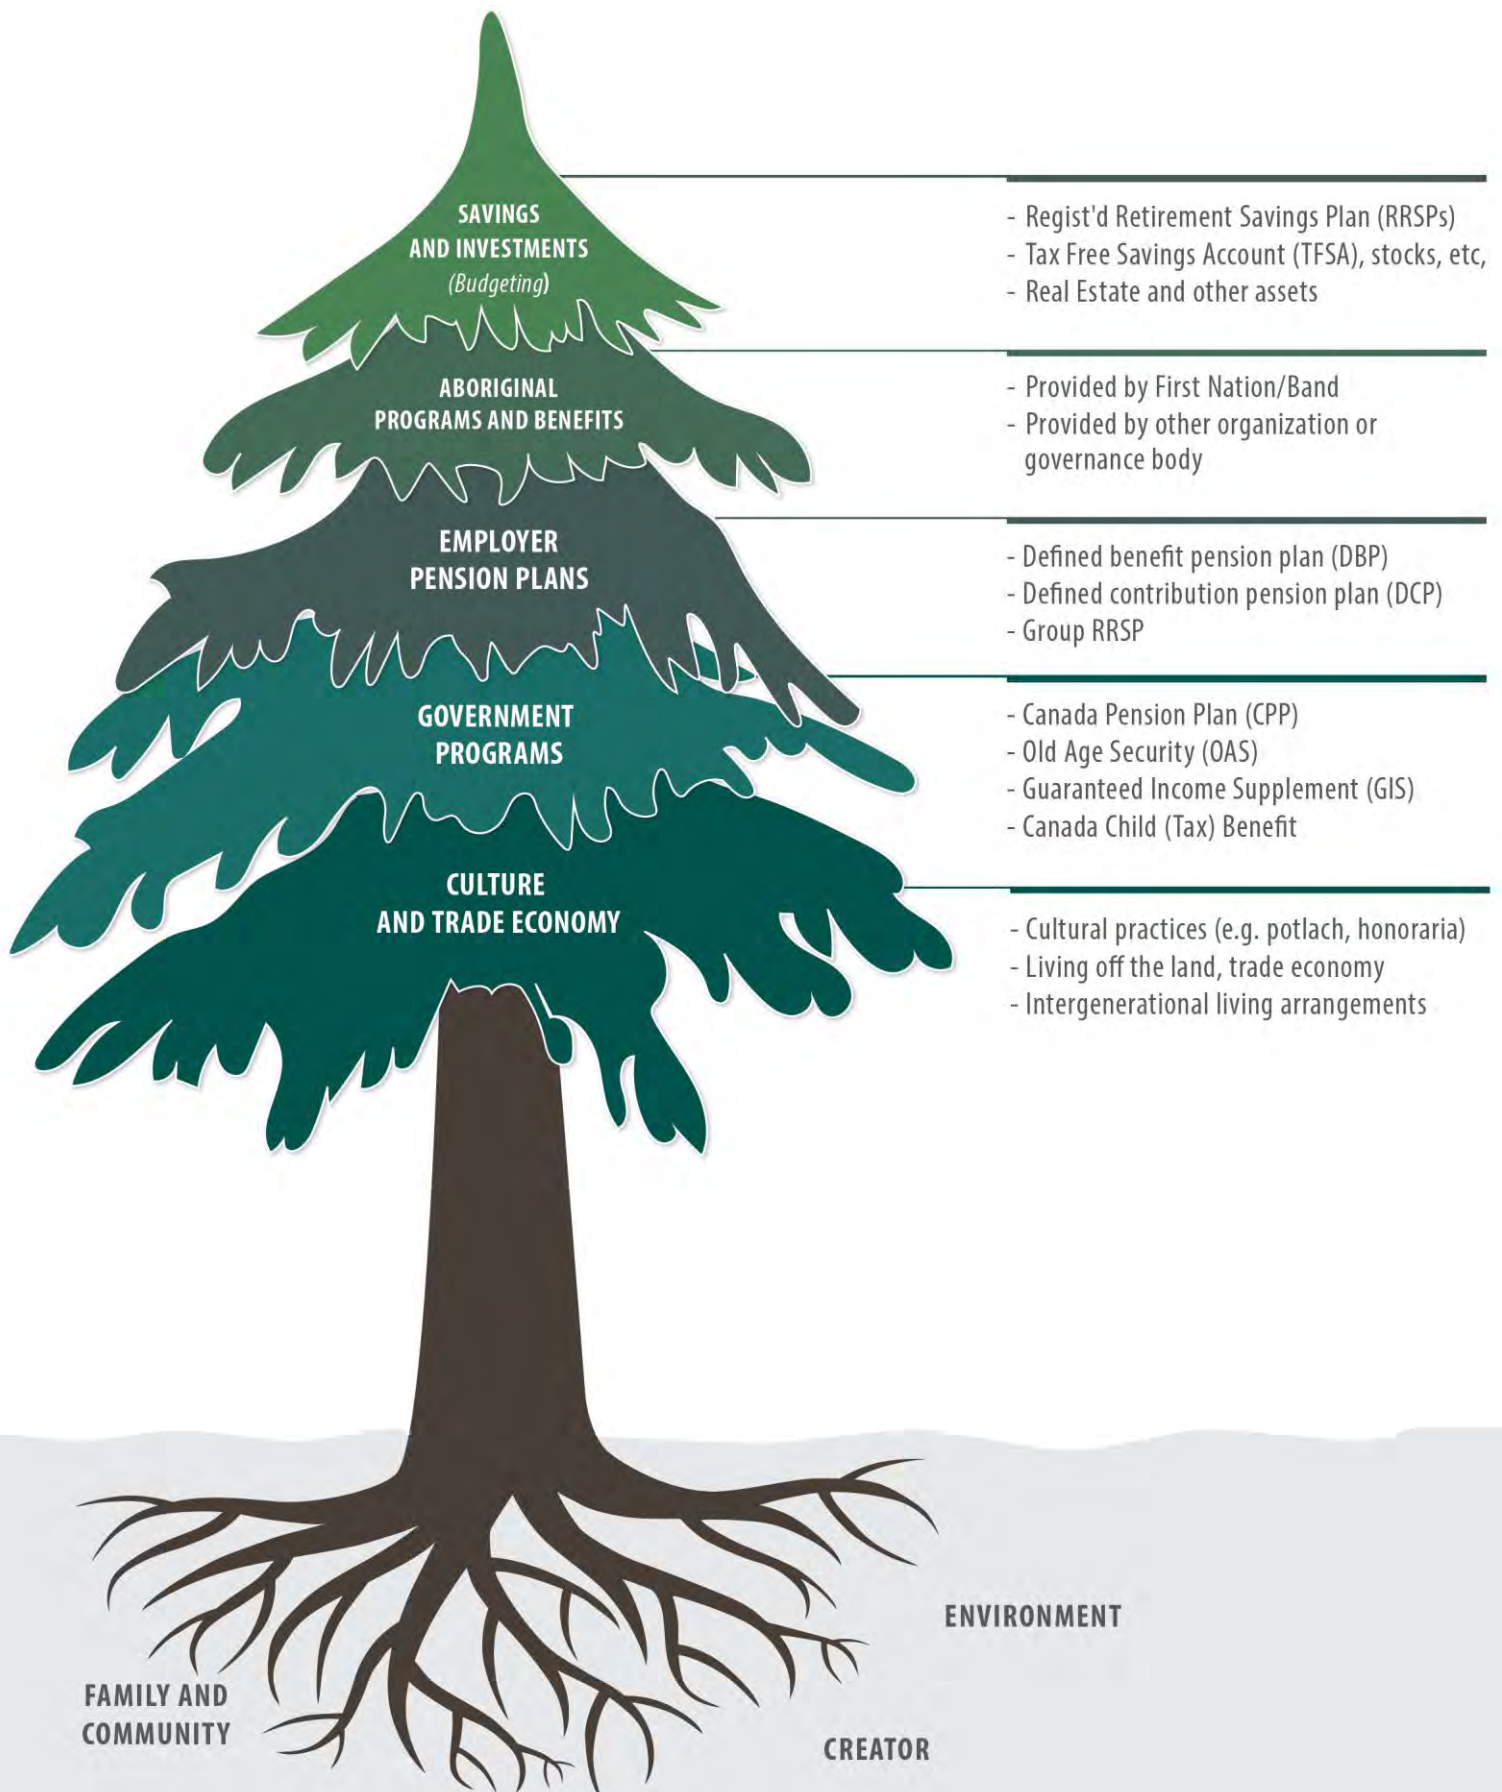 SAVINGS
AND INVESTMENTS
(Budgeting)
- Regist'd Retirement Savings Plan (RRSPs)
- Tax Free Savings Account (TFSA), stocks, etc,
- Real Estate and other assets
ABORIGINAL
PROGRAMS AND BENEFITS
- Provided by First Nation/Band
- Provided by other organization or
governance body
EMPLOYER
PENSION PLANS
- Defined benefit pension plan (DBP)
- Defined contribution pension plan (DCP)
- Group RRSP
GOVERNMENT
PROGRAMS
- Canada Pension Plan (CPP)
- Old Age Security (OAS)
- Guaranteed Income Supplement (GIS)
- Canada Child (Tax) Benefit
CULTURE
AND TRADE ECONOMY
- Cultural practices (e.g. potlach, honoraria)
- Living off the land, trade economy
- Intergenerational living arrangements
ENVIRONMENT
FAMILY AND
COMMUNITY
CREATOR